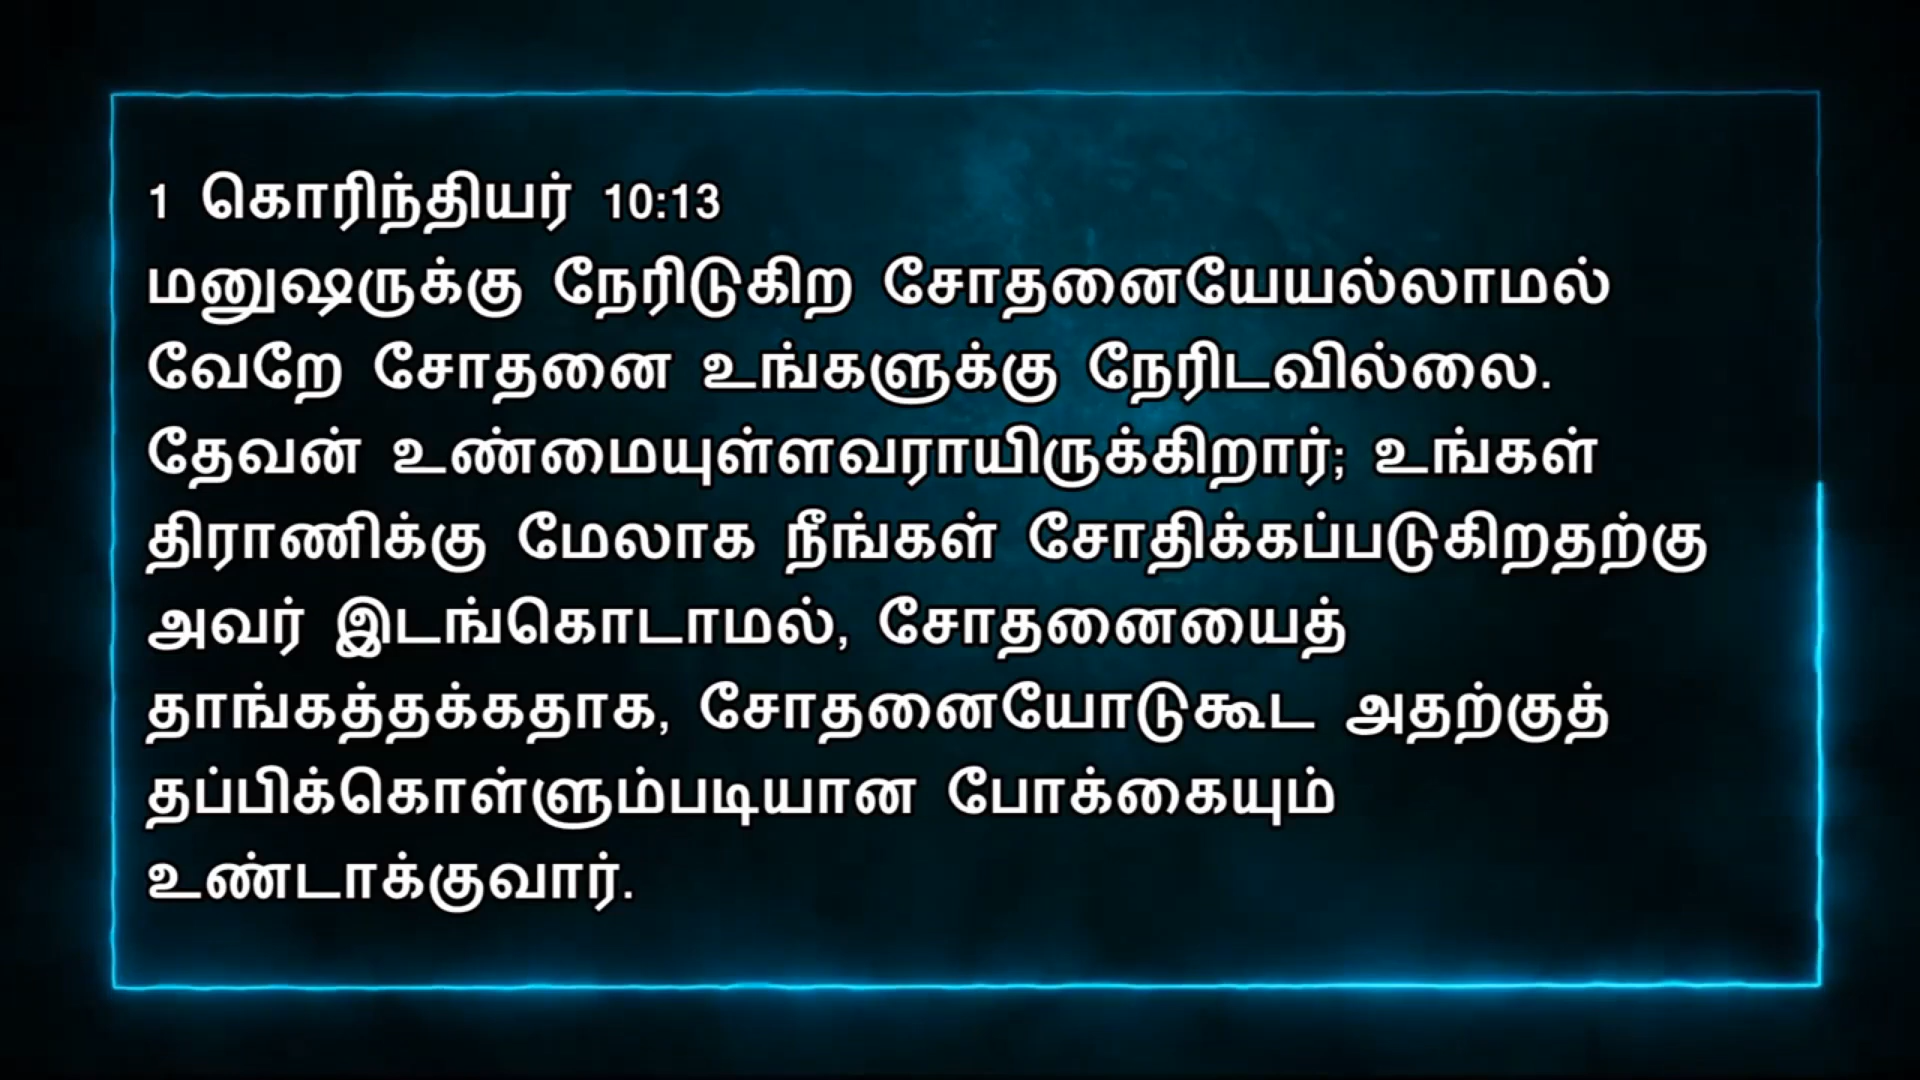 1 கொரிந்தியர் 10:13
மனுஷருக்கு நேரிடுகிற சோதனையேயல்லாமல்
வேறே சோதனை உங்களுக்கு நேரிடவில்லை.
தேவன் உண்மையுள்ளவராயிருக்கிறார்; உங்கள்
திராணிக்கு மேலாக நீங்கள் சோதிக்கப்படுகிறதற்கு
அவர் இடங்கொடாமல், சோதனையைத்
தாங்கத்தக்கதாக, சோதனையோடுகூட அதற்குத்
தப்பிக்கொள்ளும்படியான போக்கையும்
உண்டாக்குவார்.